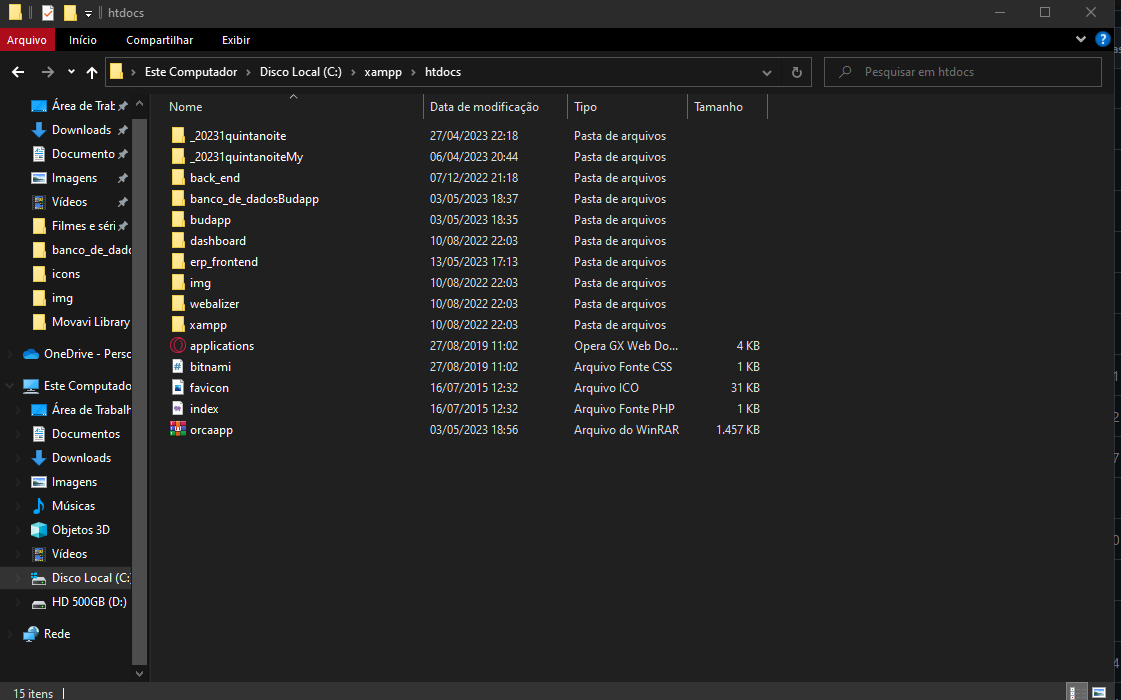 htdocs
Arquivo Início Compartilhar Exibir
Este Computador Disco Local (C:) xampp htdocs
Pesquisar em htdocs
Nome Data de modificação Tipo Tamanho
_20231quintanoite 27/04/2023 22:18 Pasta de arquivos
_20231quintanoiteMy 06/04/2023 20:44 Pasta de arquivos
back_end 07/12/2022 21:18 Pasta de arquivos
banco_de_dadosBudapp 03/05/2023 18:37 Pasta de arquivos
budapp 03/05/2023 18:35 Pasta de arquivos
dashboard 10/08/2022 22:03 Pasta de arquivos
erp_frontend 13/05/2023 17:13 Pasta de arquivos
img 10/08/2022 22:03 Pasta de arquivos
webalizer 10/08/2022 22:03 Pasta de arquivos
xampp 10/08/2022 22:03 Pasta de arquivos
applications 27/08/2019 11:02 Opera GX Web Do... 4 KB
bitnami 27/08/2019 11:02 Arquivo Fonte CSS 1 KB
favicon 16/07/2015 12:32 Arquivo ICO 31 KB
index 16/07/2015 12:32 Arquivo Fonte PHP 1 KB
orcaapp 03/05/2023 18:56 Arquivo do WinRAR 1.457 KB
Área de Tral
Downloads
Documento
Imagens
Vídeos
Filmes e séri
banco_de_dado
icons
img
Movavi Library
OneDrive - Perso
Este Computado
Área de Trabalh
Documentos
Downloads
Imagens
Músicas
Objetos 3D
Vídeos
Disco Local (C:)
HD 500GB (D:)
Rede
15 itens